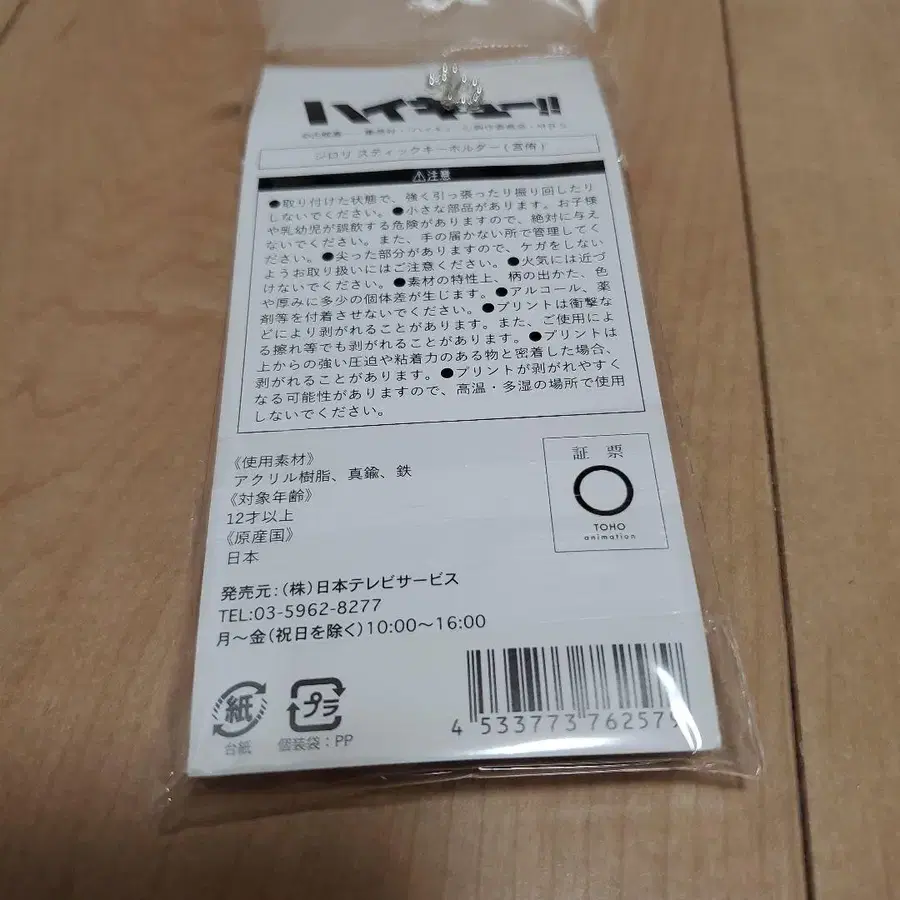 ハイキュー!!
ジロリ スティックキーホルダー(宮侑)
⚠注意
●取り付けた状態で、強く引っ張ったり振り回したり
しないでください。●小さな部品があります。お子様
や乳幼児が誤飲する危険がありますので、絶対に与え
ないでください。また、手の届かない所で管理してく
ださい。●尖った部分がありますので、ケガをしない
ようお取り扱いにはご注意ください。●火気には近づ
けないでください。●素材の特性上、柄の出かた、色
や厚みに多少の個体差が生じます。●アルコール、薬
剤等を付着させないでください。●プリントは衝撃な
どにより剥がれることがあります。また、ご使用によ
る擦れ等でも剥がれることがあります。●プリントは
上からの強い圧迫や粘着力のある物と密着した場合、
剥がれることがあります。●プリントが剥がれやすく
なる可能性がありますので、高温・多湿の場所で使用
しないでください。
《使用素材》
アクリル樹脂、真鍮、鉄
《対象年齢》
12才以上
《原産国》
日本
証 票
TOHO
animation
発売元:(株)日本テレビサービス
TEL:03-5962-8277
月～金(祝日を除く)10:00～16:00
紙
台紙
プラ
個装袋:PP
4 533773 76257